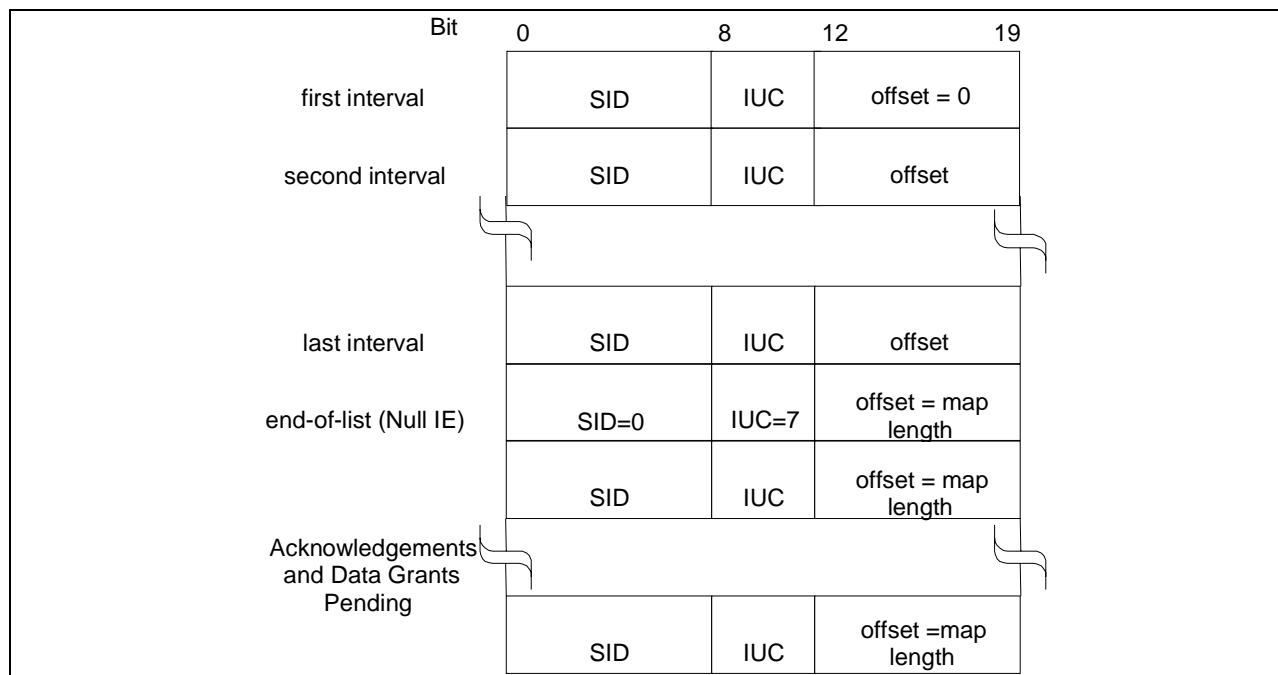 Bit 0 8 12 19
first interval SID IUC offset = 0
second interval SID IUC offset
last interval SID IUC offset
end-of-list (Null IE) SID=0 IUC=7 offset = map
length
SID IUC offset = map
length
Acknowledgements
and Data Grants
Pending
SID IUC offset =map
length